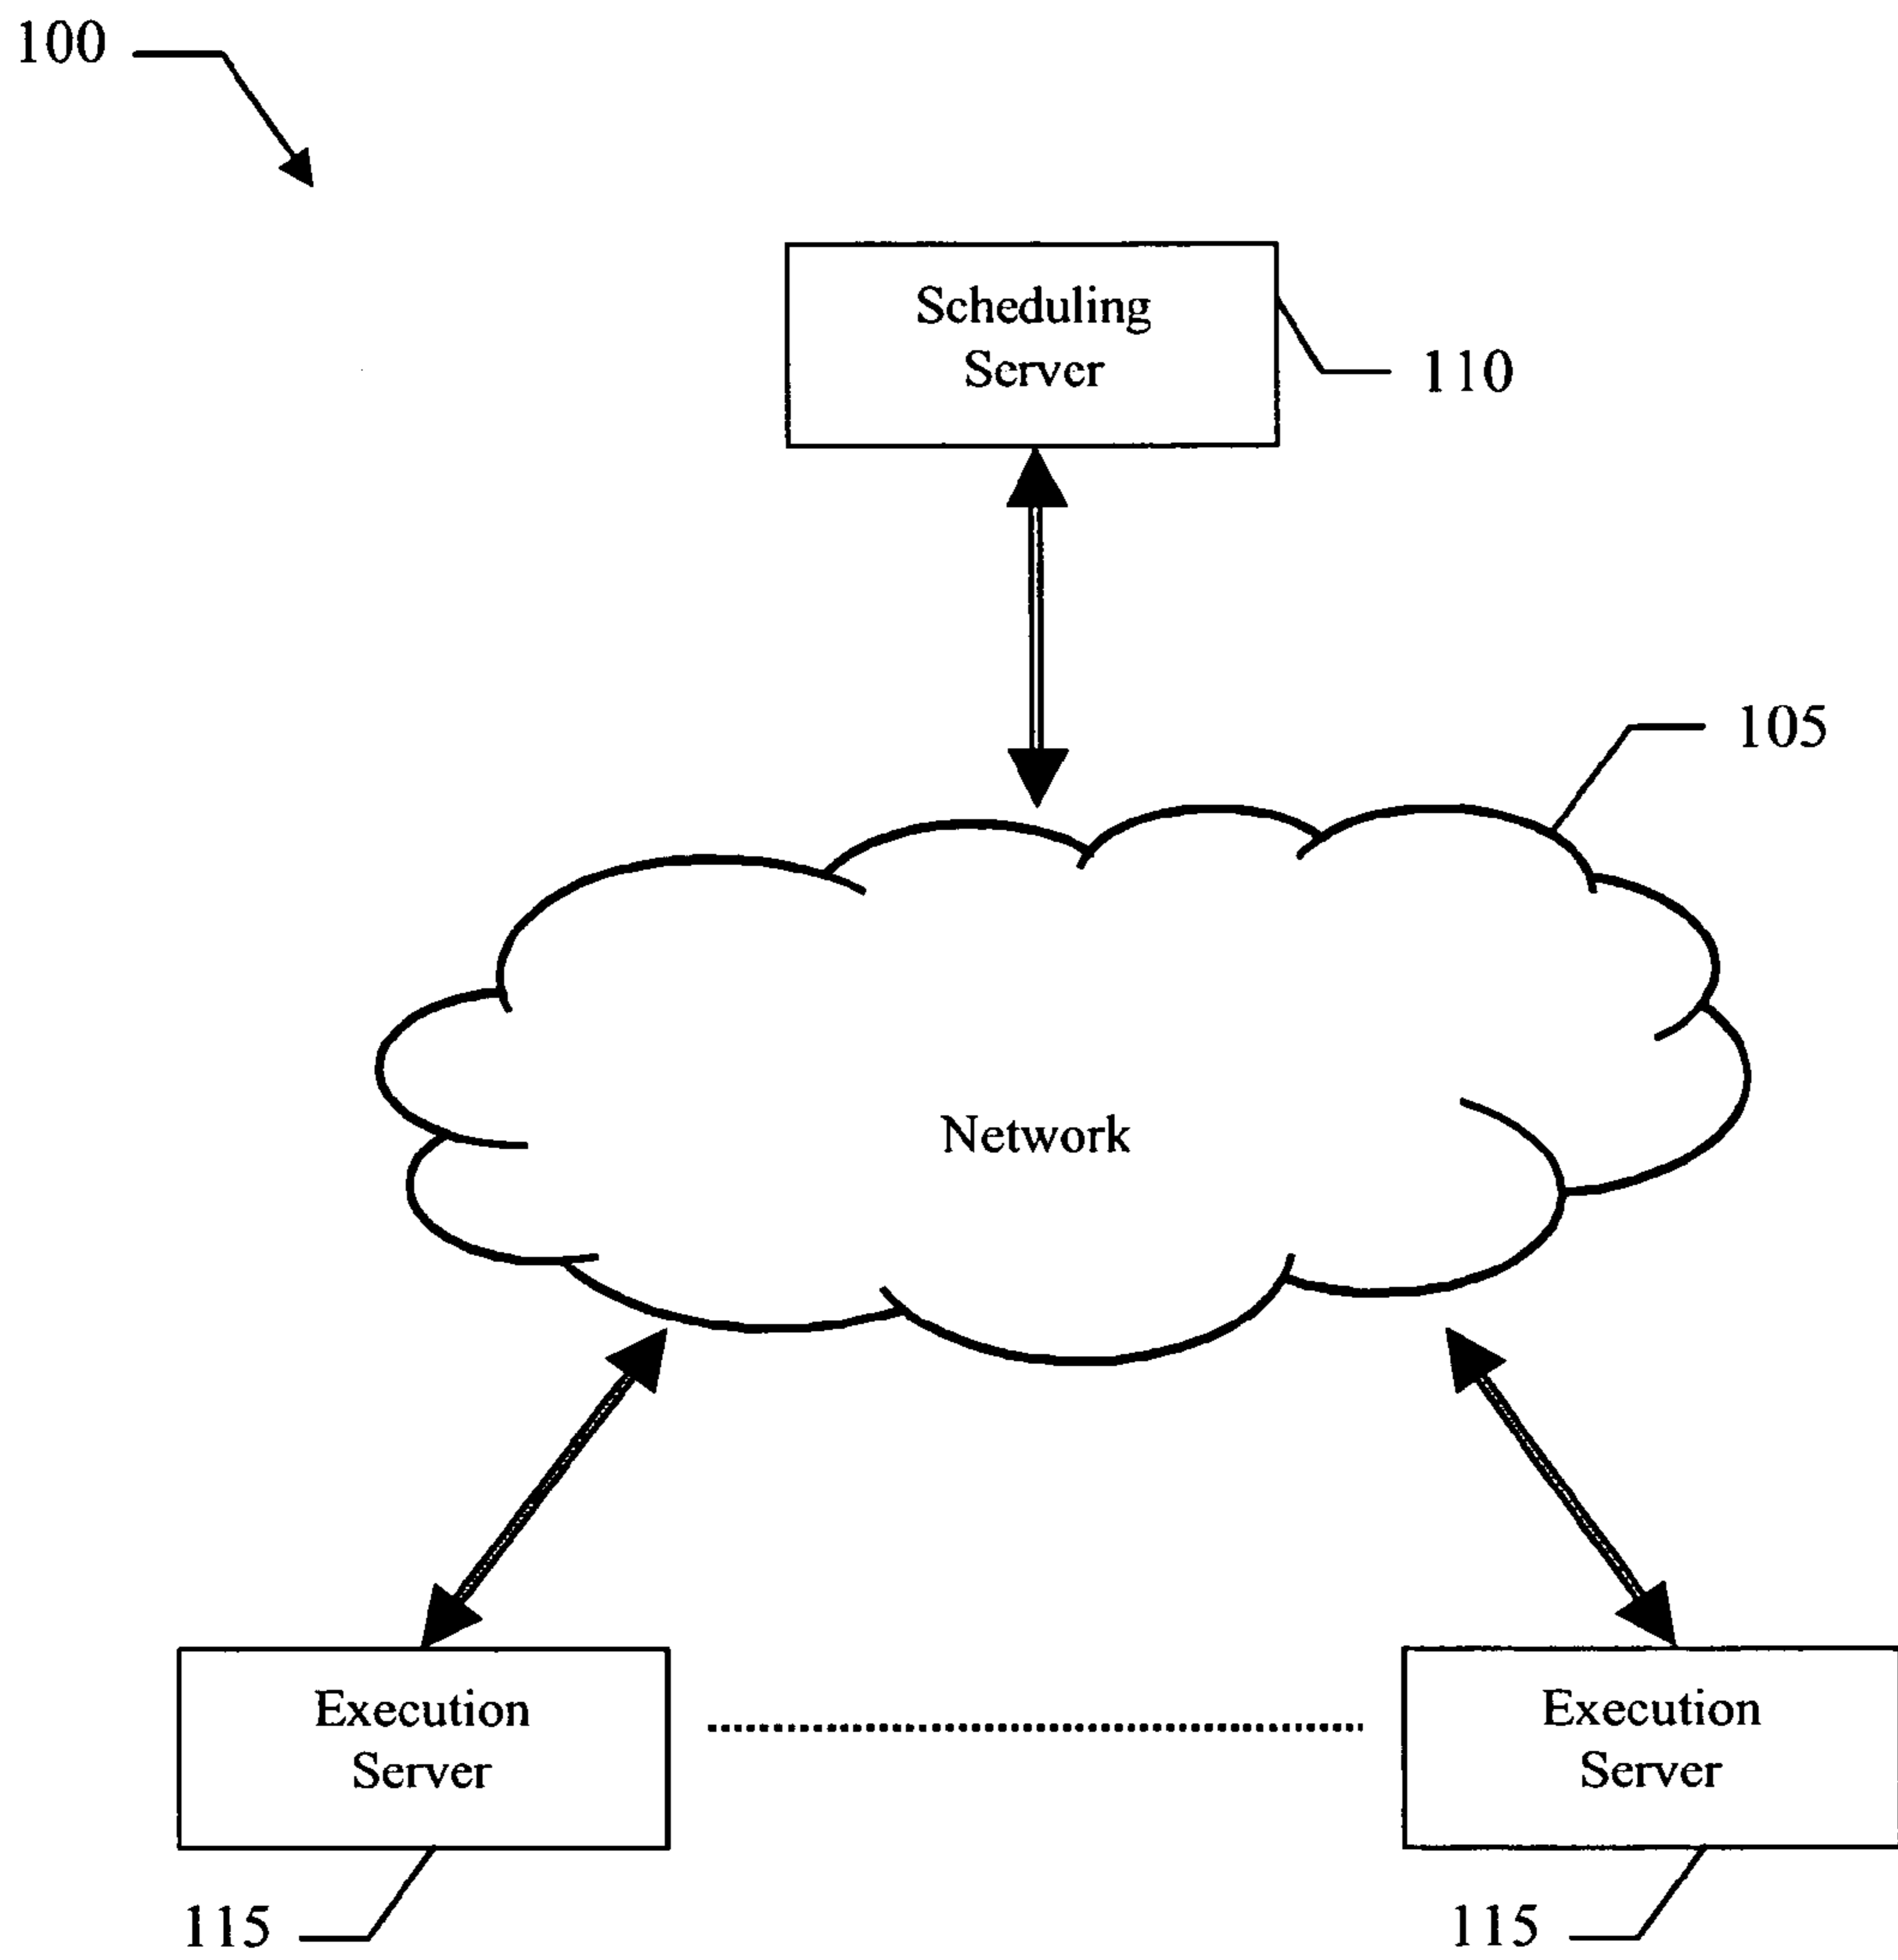 100
Scheduling
Server
110
105
Network
Execution
Server
Execution
Server
115
115